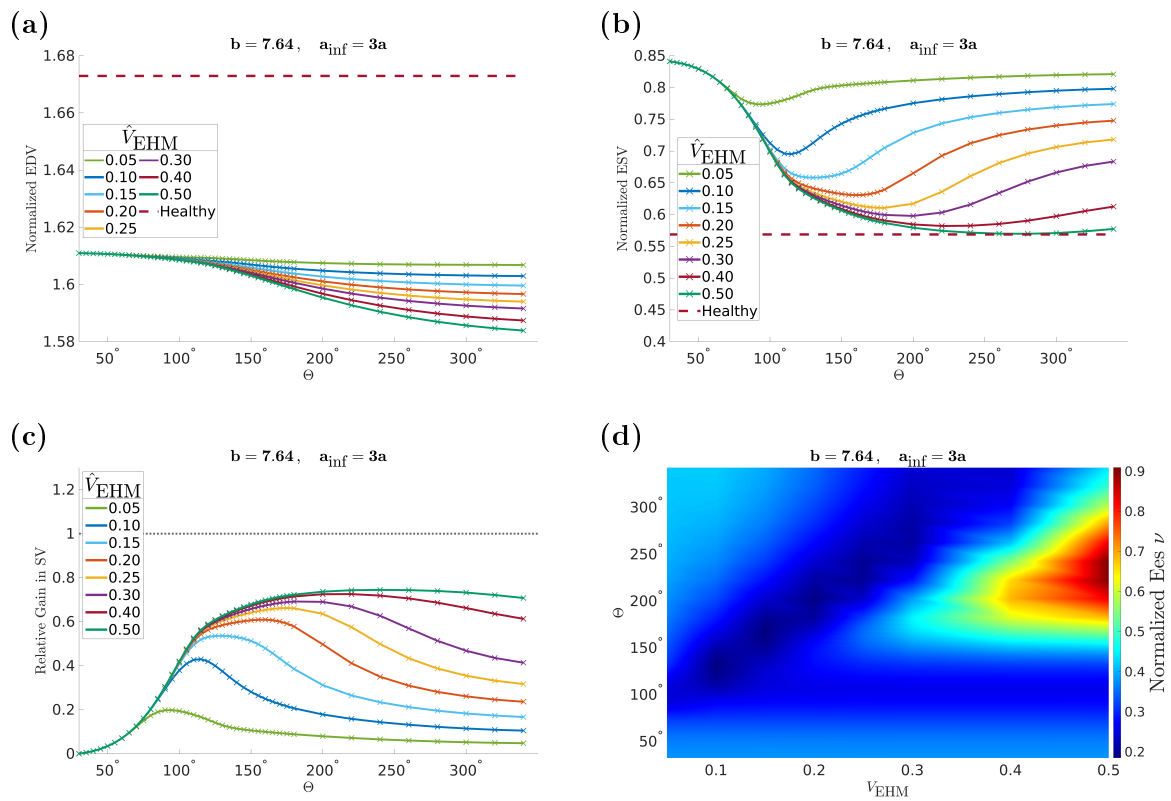 (a)
b = 7.64 ,   a_inf = 3a
Normalized EDV
1.68
1.66
1.64
1.62
1.6
1.58
V̂_EHM
0.05 0.30
0.10 0.40
0.15 0.50
0.20 Healthy
0.25
50° 100° 150° 200° 250° 300°
Θ
(b)
b = 7.64 ,   a_inf = 3a
Normalized ESV
0.85
0.8
0.75
0.7
0.65
0.6
0.55
0.5
0.45
0.4
V̂_EHM
0.05
0.10
0.15
0.20
0.25
0.30
0.40
0.50
Healthy
50° 100° 150° 200° 250° 300°
Θ
(c)
b = 7.64 ,   a_inf = 3a
Relative Gain in SV
1.2
1
0.8
0.6
0.4
0.2
0
V̂_EHM
0.05
0.10
0.15
0.20
0.25
0.30
0.40
0.50
50° 100° 150° 200° 250° 300°
Θ
(d)
b = 7.64 ,   a_inf = 3a
Θ
300°
250°
200°
150°
100°
50°
0.1 0.2 0.3 0.4 0.5
V_EHM
0.9
0.8
0.7
0.6
0.5
0.4
0.3
0.2
Normalized Ees ν